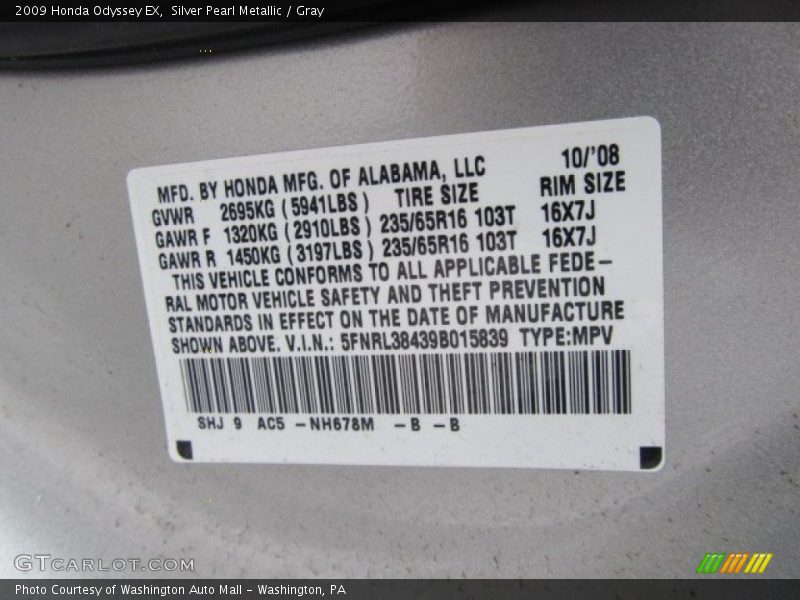 2009 Honda Odyssey EX,  Silver Pearl Metallic / Gray
MFD. BY HONDA MFG. OF ALABAMA, LLC 10/'08
GVWR 2695KG ( 5941LBS ) TIRE SIZE RIM SIZE
GAWR F 1320KG ( 2910LBS ) 235/65R16 103T 16X7J
GAWR R 1450KG ( 3197LBS ) 235/65R16 103T 16X7J
THIS VEHICLE CONFORMS TO ALL APPLICABLE FEDE-
RAL MOTOR VEHICLE SAFETY AND THEFT PREVENTION
STANDARDS IN EFFECT ON THE DATE OF MANUFACTURE
SHOWN ABOVE. V.I.N.: 5FNRL38439B015839 TYPE:MPV
SHJ 9 AC5 -NH678M -B -B
GTCARLOT.COM
Photo Courtesy of Washington Auto Mall - Washington, PA